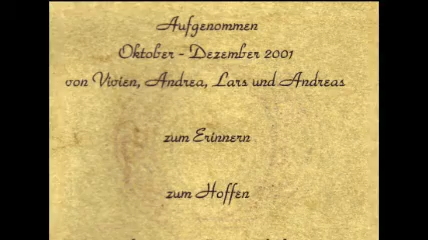 Aufgenommen
Oktober - Dezember 2001
von Vivien, Andrea, Lars und Andreas
zum Erinnern
zum Hoffen